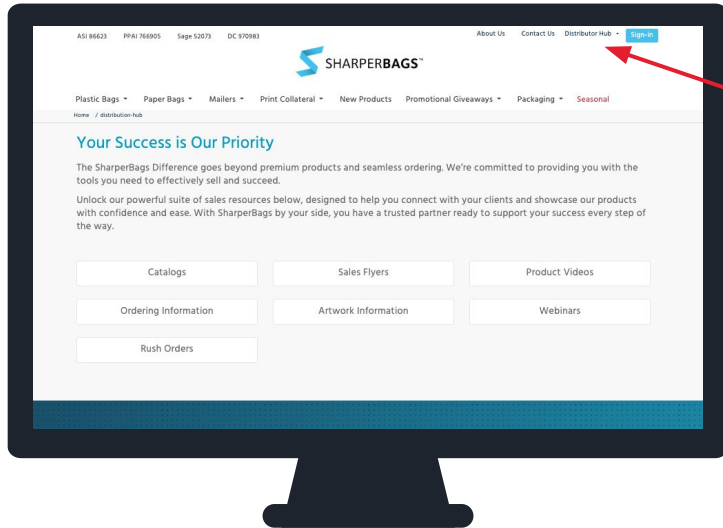 ASI 86623 PPAI 766905 Sage 52073 DC 970983
About Us Contact Us Distributor Hub Sign-in
SHARPERBAGS™
Plastic Bags Paper Bags Mailers Print Collateral New Products Promotional Giveaways Packaging Seasonal
Home / distribution-hub
Your Success is Our Priority
The SharperBags Difference goes beyond premium products and seamless ordering. We're committed to providing you with the
tools you need to effectively sell and succeed.
Unlock our powerful suite of sales resources below, designed to help you connect with your clients and showcase our products
with confidence and ease. With SharperBags by your side, you have a trusted partner ready to support your success every step of
the way.
Catalogs Sales Flyers Product Videos
Ordering Information Artwork Information Webinars
Rush Orders